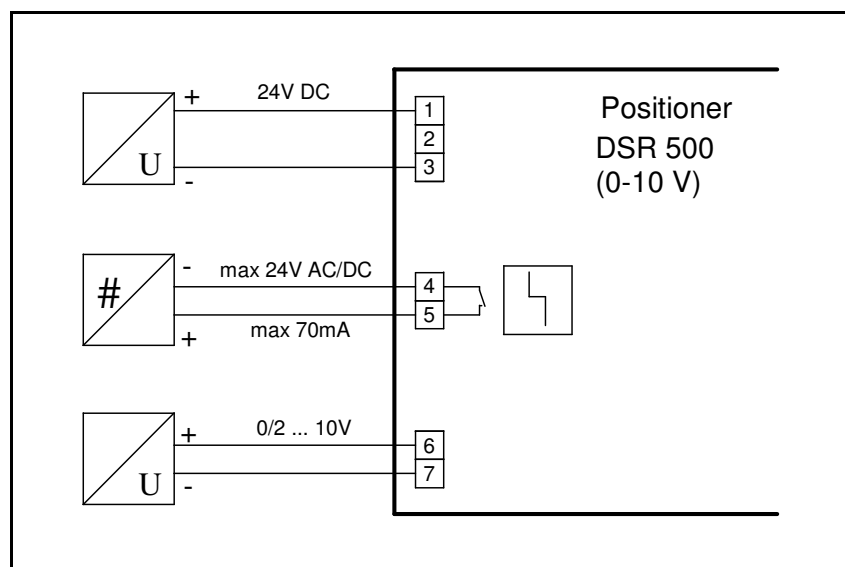 + 24V DC
1
2
3
U
-
Positioner
DSR 500
(0-10 V)
- max 24V AC/DC
4
#
5
+ max 70mA
+ 0/2 ... 10V
6
7
U
-